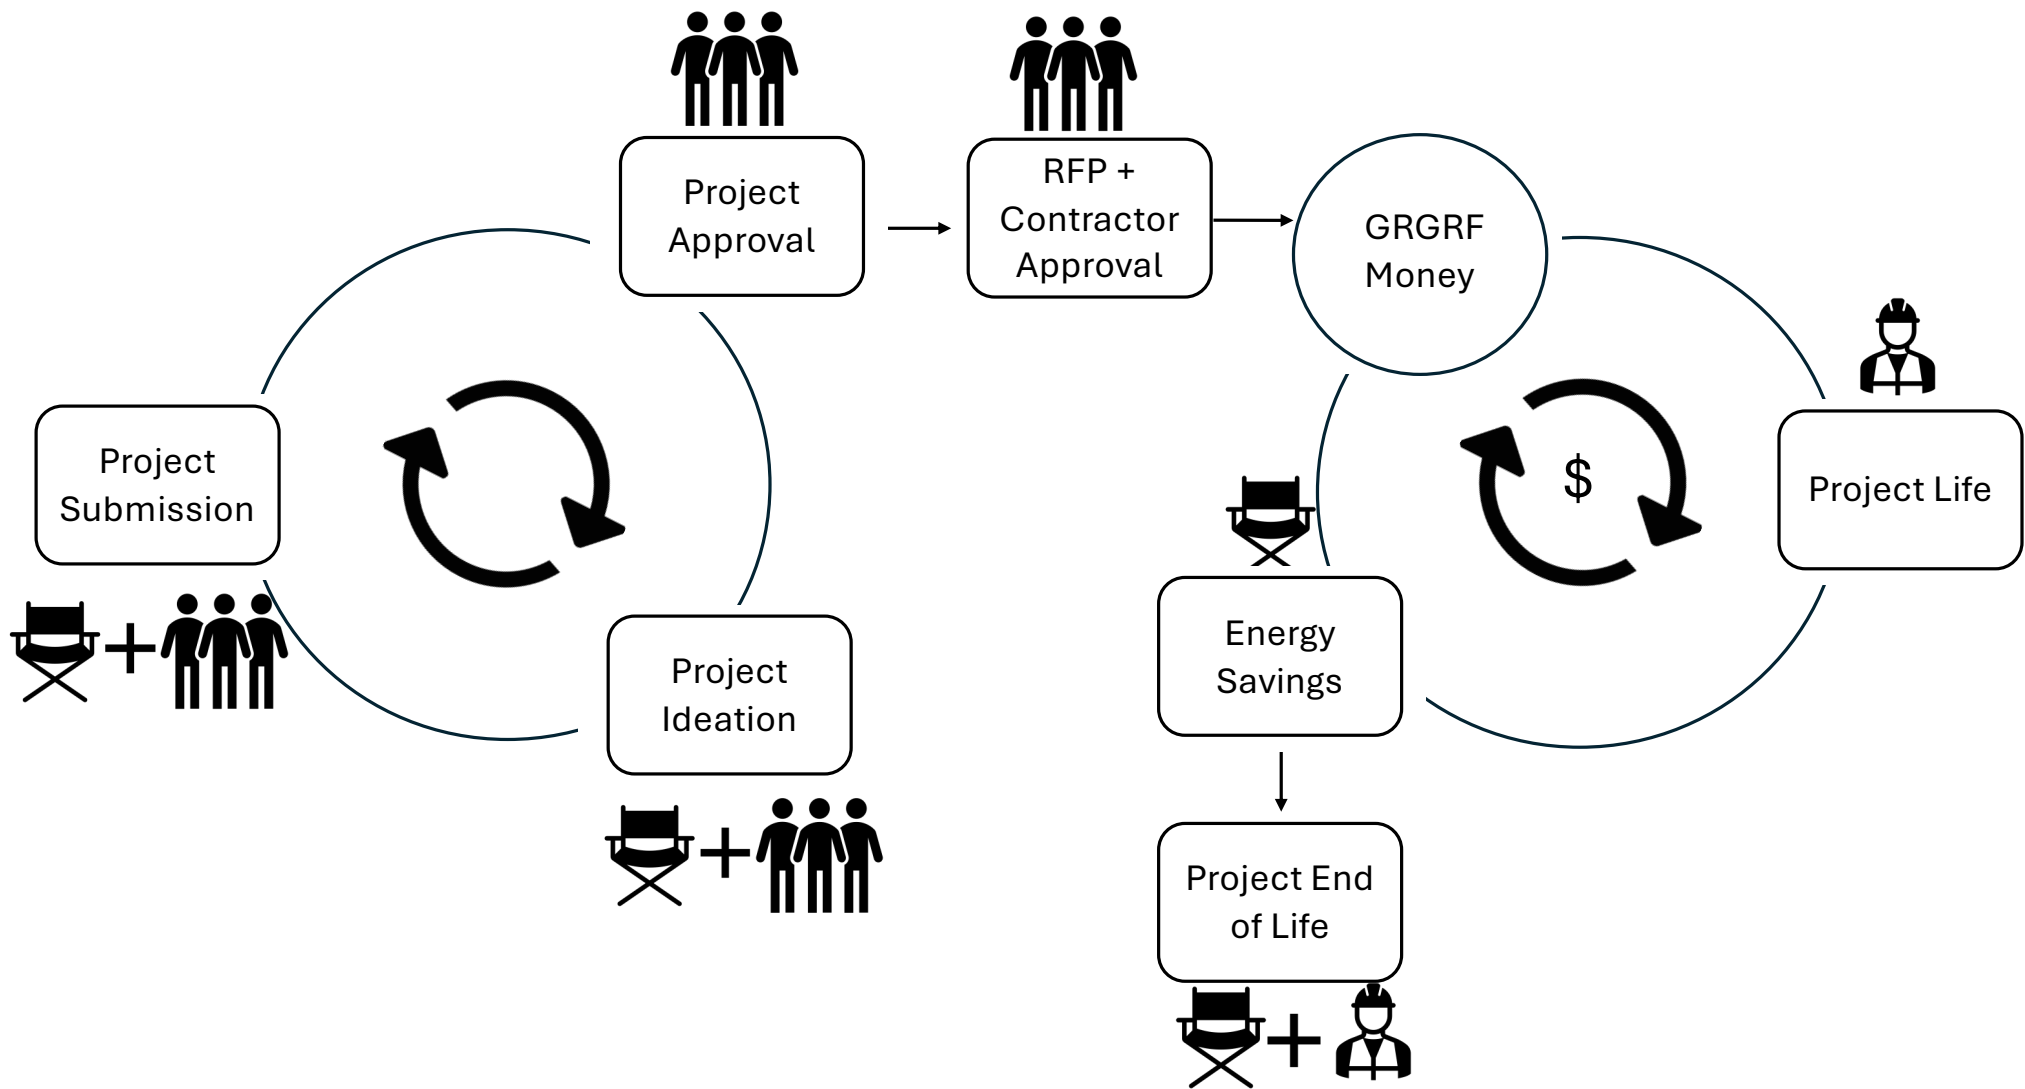 Project
Approval
RFP +
Contractor
Approval
GRGRF
Money
Project
Submission
$
Project Life
Project
Ideation
Energy
Savings
Project End
of Life